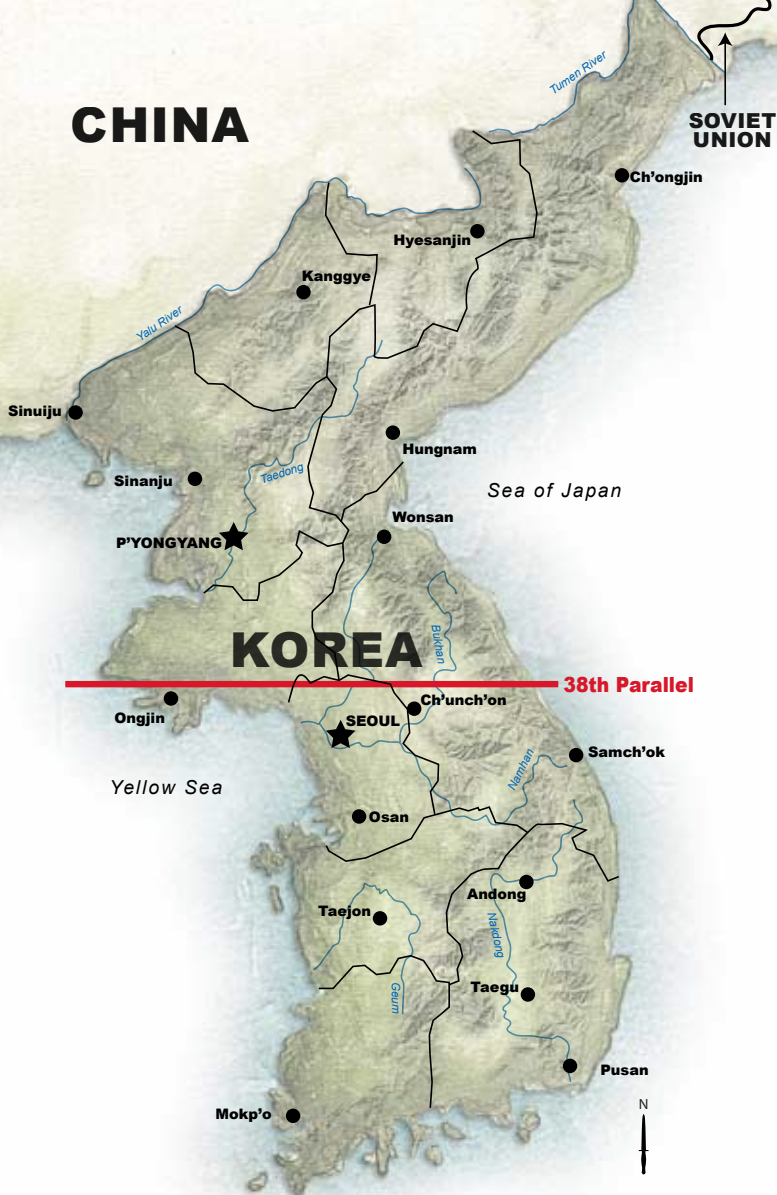 Tumen River
CHINA
SOVIET
UNION
Ch'ongjin
Hyesanjin
Kanggye
Yalu River
Sinuiju
Hungnam
Taedong
Sinanju
Sea of Japan
Wonsan
P'YONGYANG
Bukhan
KOREA
38th Parallel
Ch'unch'on
Ongjin
SEOUL
Samch'ok
Namhan
Yellow Sea
Osan
Andong
Taejon
Nakdong
Taegu
Geum
Pusan
N
Mokp'o